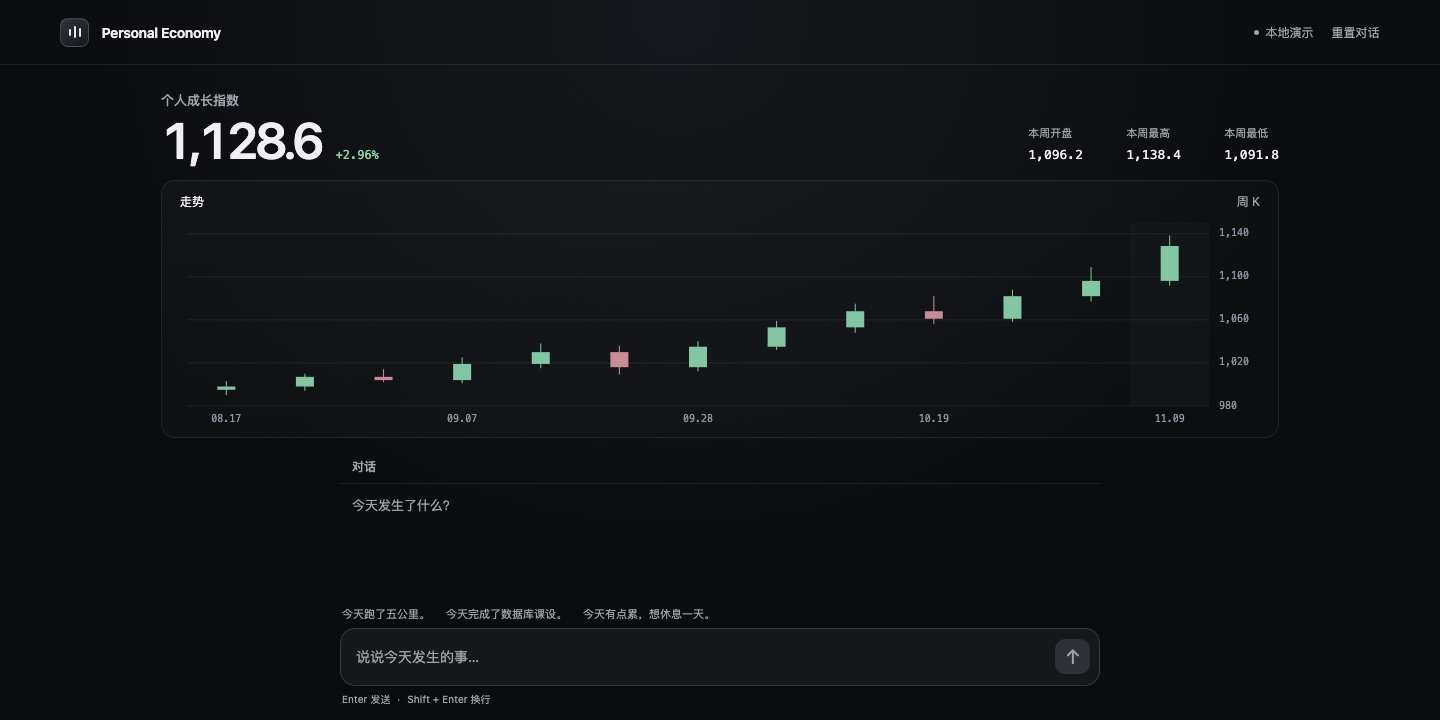 Personal Economy
本地演示 重置对话
个人成长指数
1,128.6 +2.96%
本周开盘 本周最高 本周最低
1,096.2 1,138.4 1,091.8
走势 周 K
1,140
1,100
1,060
1,020
980
08.17 09.07 09.28 10.19 11.09
对话
今天发生了什么?
今天跑了五公里。 今天完成了数据库课设。 今天有点累，想休息一天。
说说今天发生的事...
Enter 发送 · Shift + Enter 换行